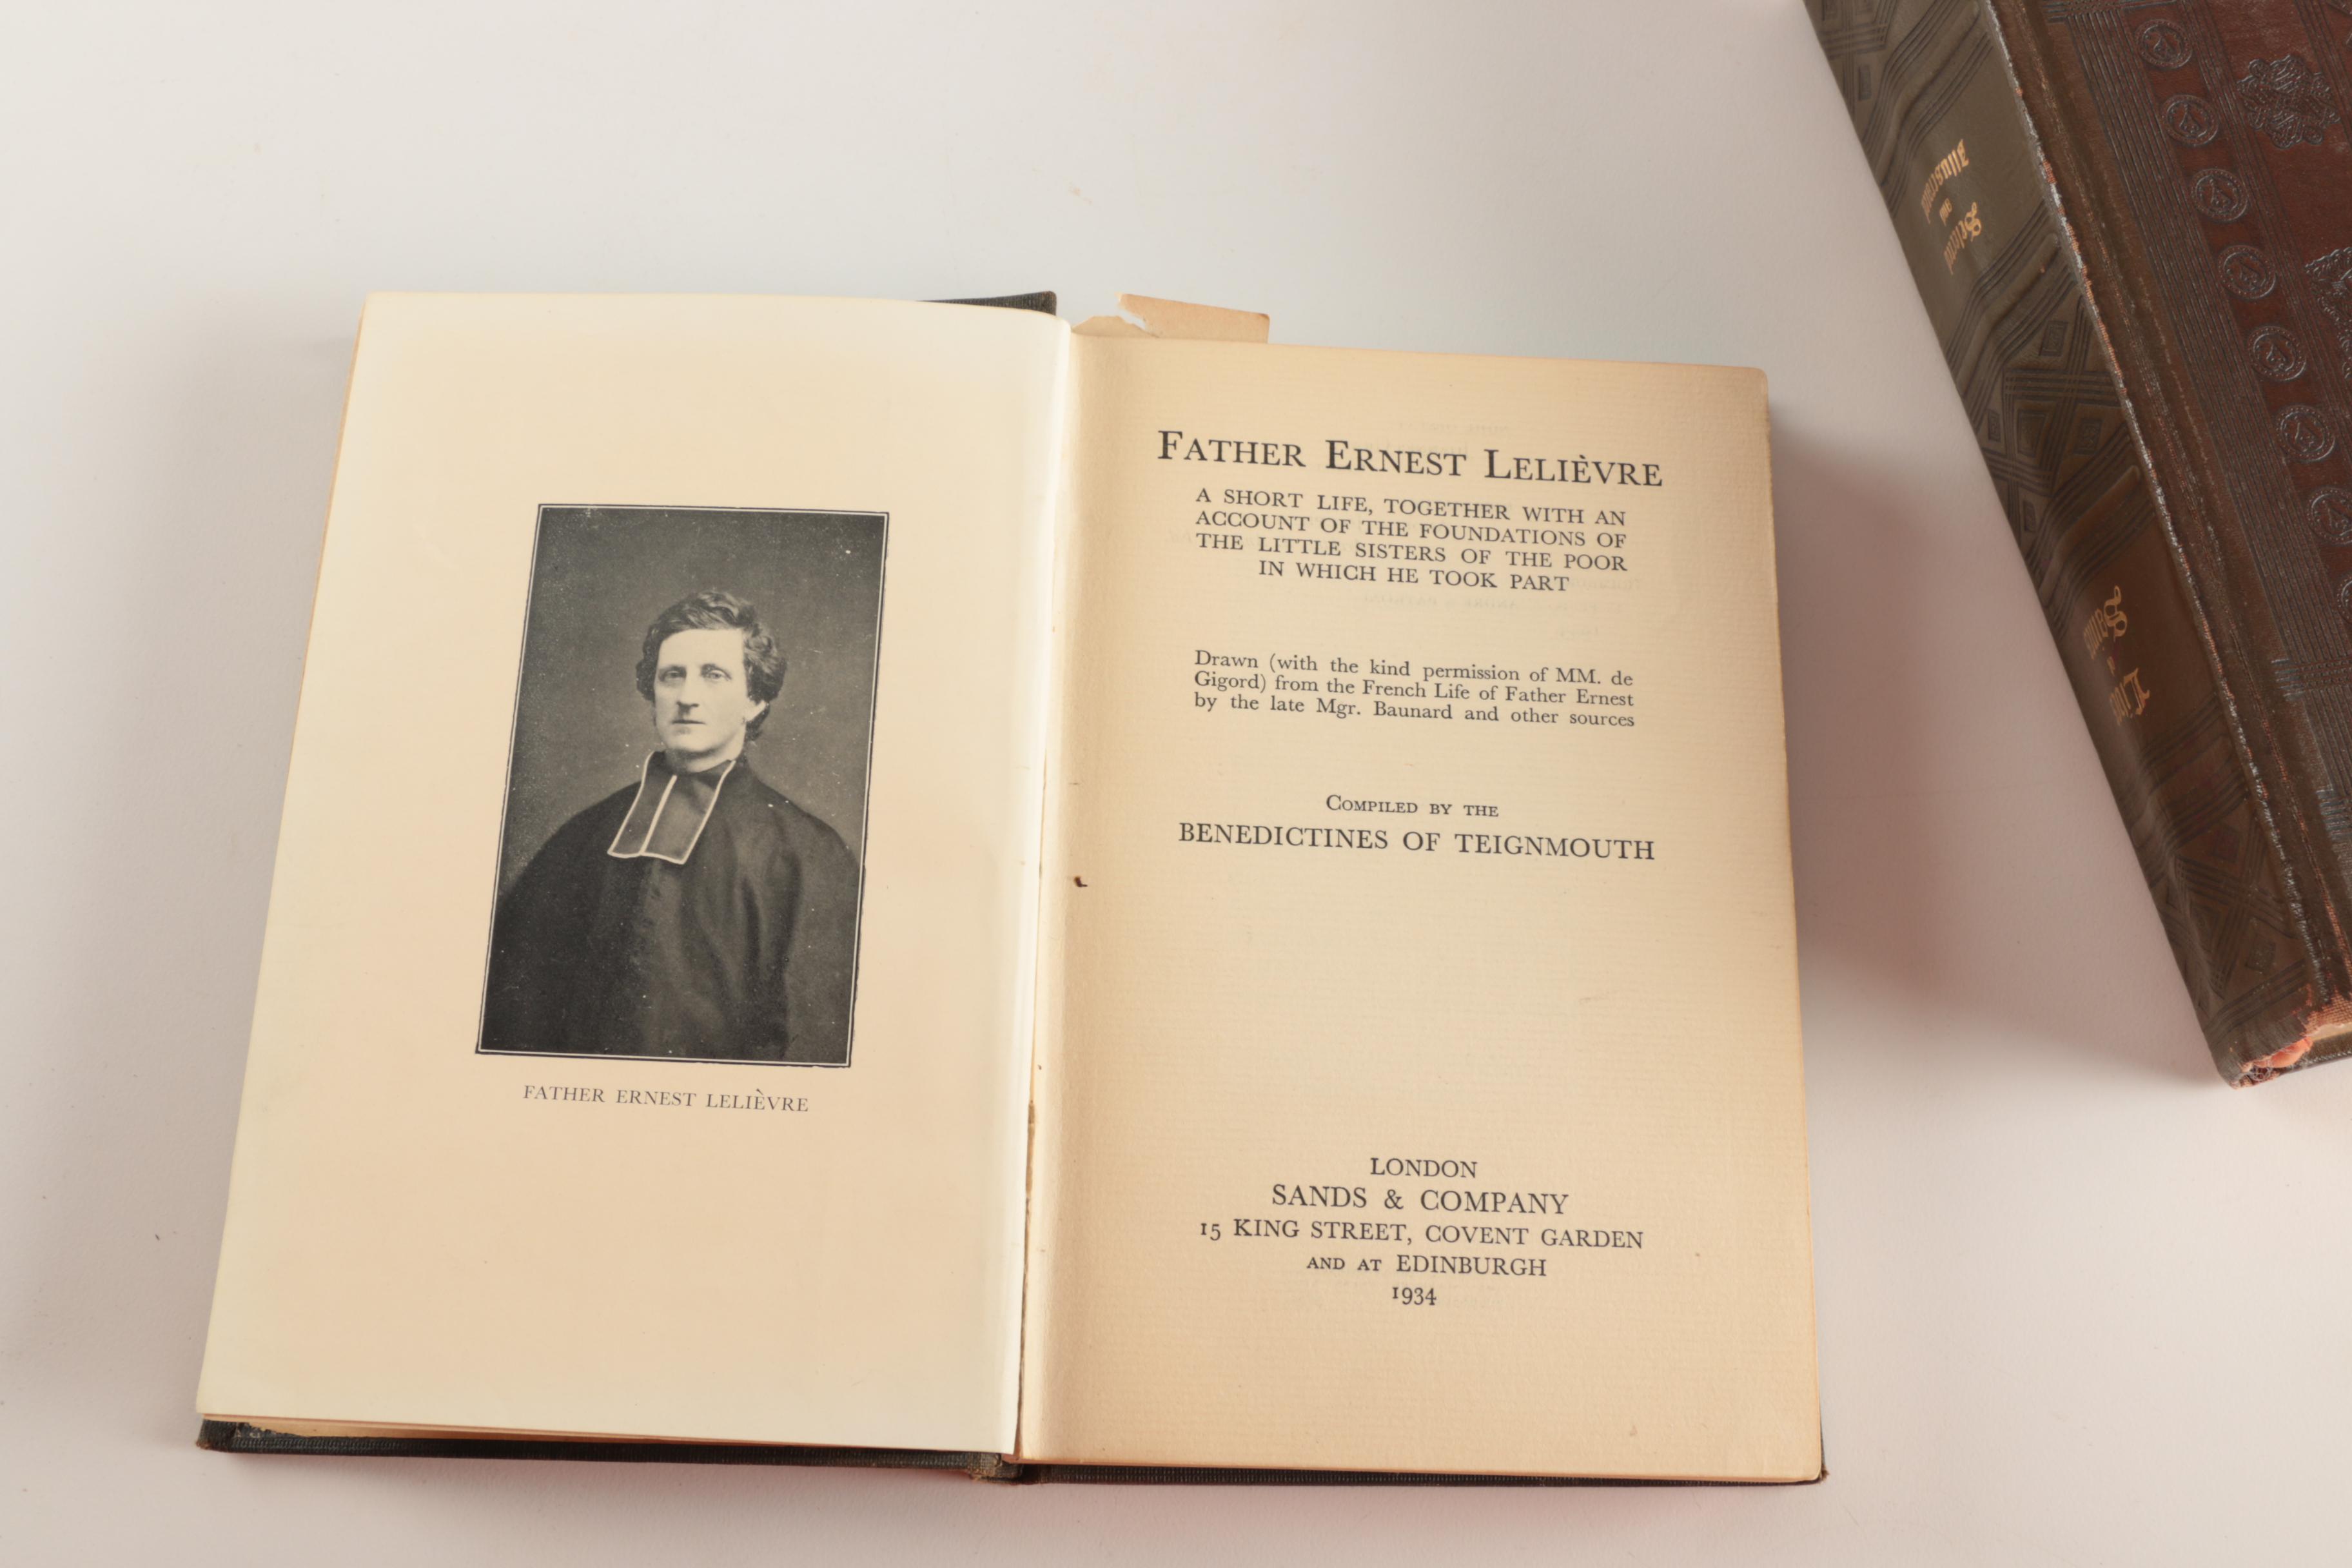 FATHER ERNEST LELIÈVRE
FATHER ERNEST LELIÈVRE
A SHORT LIFE, TOGETHER WITH AN
ACCOUNT OF THE FOUNDATIONS OF
THE LITTLE SISTERS OF THE POOR
IN WHICH HE TOOK PART
Drawn (with the kind permission of MM. de
Gigord) from the French Life of Father Ernest
by the late Mgr. Baunard and other sources
COMPILED BY THE
BENEDICTINES OF TEIGNMOUTH
LONDON
SANDS & COMPANY
15 KING STREET, COVENT GARDEN
AND AT EDINBURGH
1934